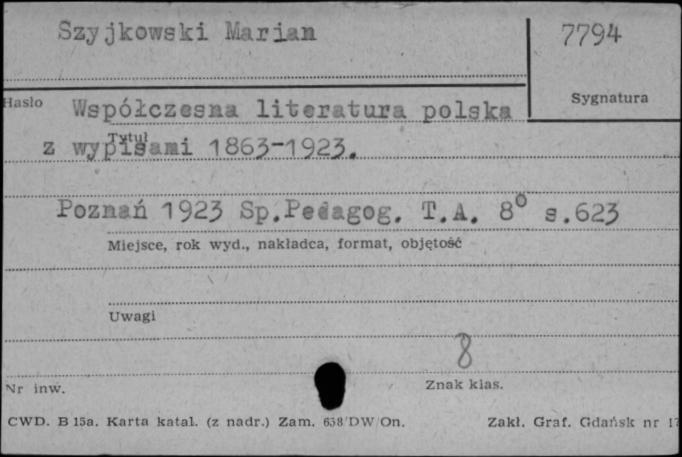 Szyjkowski Marian
7794
Hasło
Sygnatura
Współczesna literatura polska
Tytuł
z wypisami 1863-1923.
Poznań 1923 Sp.Pedagog. T.A. 8° s.623
Miejsce, rok wyd., nakładca, format, objętość
Uwagi
8
Nr inw.
Znak klas.
CWD. B 15a. Karta katal. (z nadr.) Zam. 658/DW/On.
Zakł. Graf. Gdańsk nr